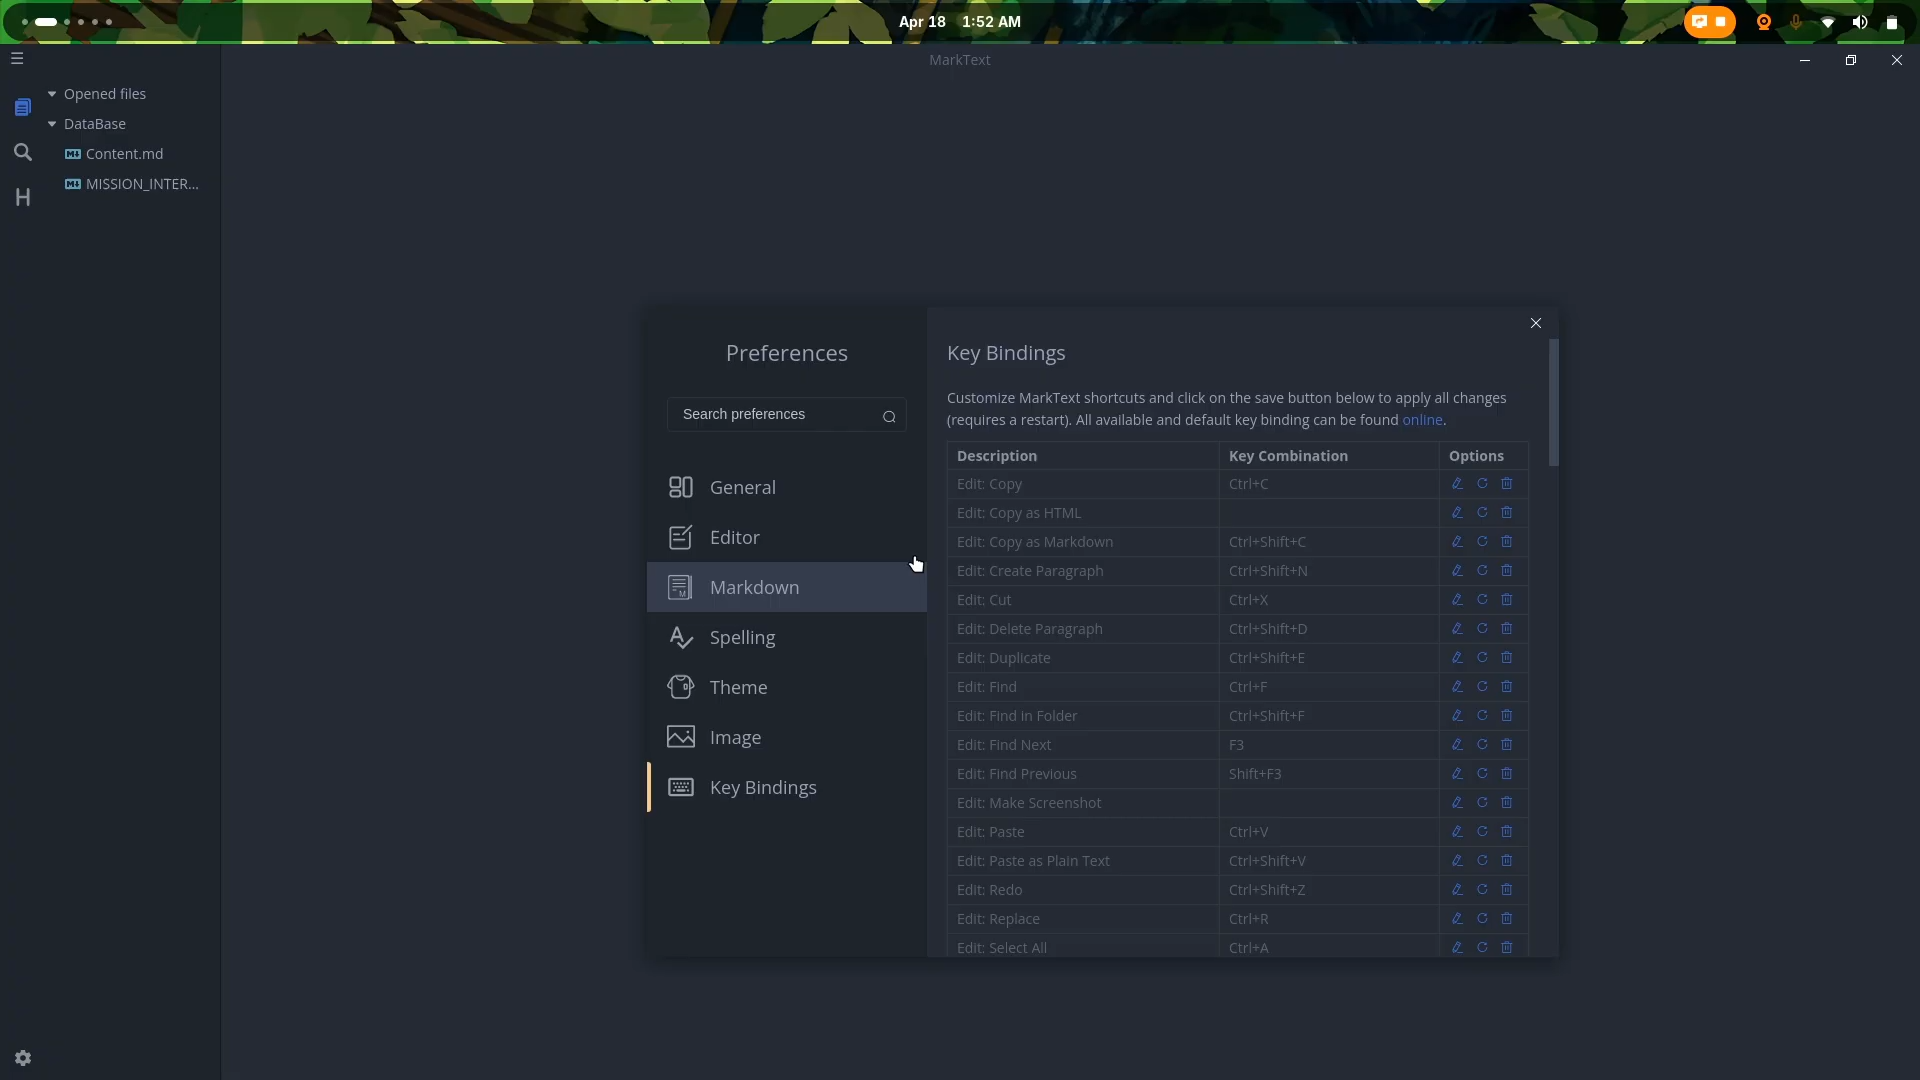 Apr 18 1:52 AM
MarkText
Opened files
DataBase
Content.md
MISSION_INTER...
H
Preferences
Search preferences
General
Editor
Markdown
Spelling
Theme
Image
Key Bindings
Key Bindings
Customize MarkText shortcuts and click on the save button below to apply all changes
(requires a restart). All available and default key binding can be found online.
Description Key Combination Options
Edit: Copy Ctrl+C
Edit: Copy as HTML
Edit: Copy as Markdown Ctrl+Shift+C
Edit: Create Paragraph Ctrl+Shift+N
Edit: Cut Ctrl+X
Edit: Delete Paragraph Ctrl+Shift+D
Edit: Duplicate Ctrl+Shift+E
Edit: Find Ctrl+F
Edit: Find in Folder Ctrl+Shift+F
Edit: Find Next F3
Edit: Find Previous Shift+F3
Edit: Make Screenshot
Edit: Paste Ctrl+V
Edit: Paste as Plain Text Ctrl+Shift+V
Edit: Redo Ctrl+Shift+Z
Edit: Replace Ctrl+R
Edit: Select All Ctrl+A